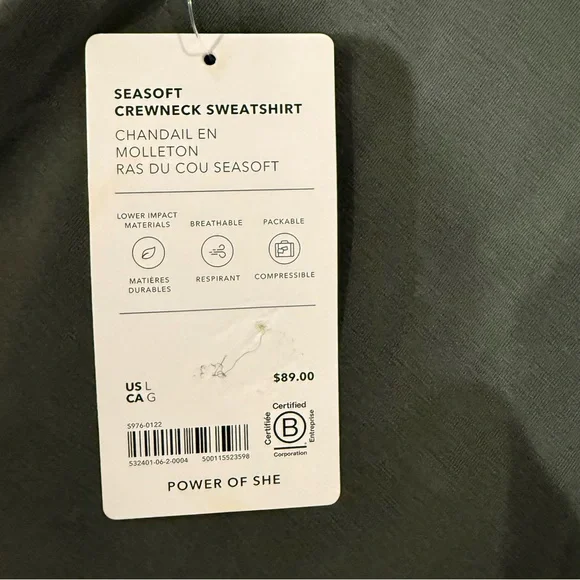 SEASOFT
CREWNECK SWEATSHIRT
CHANDAIL EN
MOLLETON
RAS DU COU SEASOFT
LOWER IMPACT
MATERIALS
BREATHABLE
PACKABLE
MATIÈRES
DURABLES
RESPIRANT
COMPRESSIBLE
US L
CA G
$89.00
5976-0122
532401-06-2-0004 500115523598
Certified
Certifiée
B
Entreprise
Corporation
POWER OF SHE